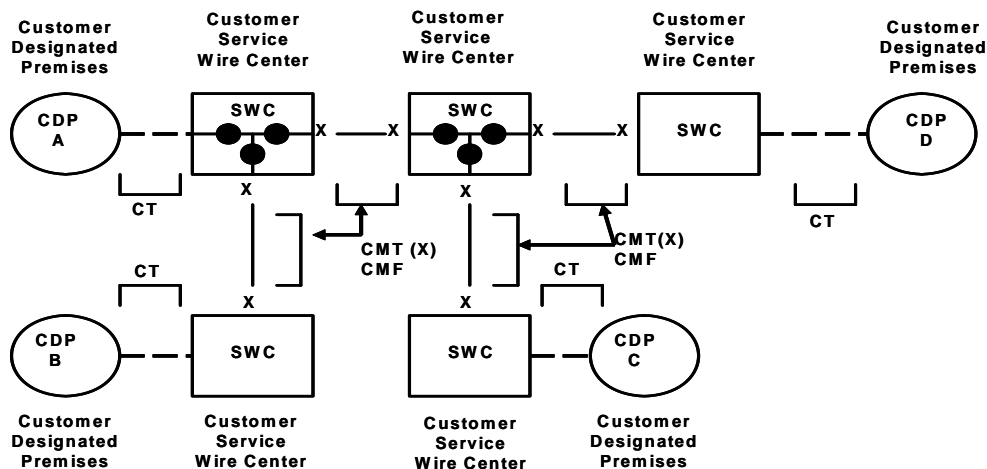 Customer
Designated
Premises
Customer
Service
Wire Center
Customer
Service
Wire Center
Customer
Service
Wire Center
Customer
Designated
Premises
CDP
A
SWC
X
X
SWC
X
X
SWC
CDP
D
CT
X
X
CT
CMT (X)
CMF
CMT(X)
CMF
CT
CT
X
X
CDP
B
SWC
SWC
CDP
C
Customer
Designated
Premises
Customer
Service
Wire Center
Customer
Service
Wire Center
Customer
Designated
Premises